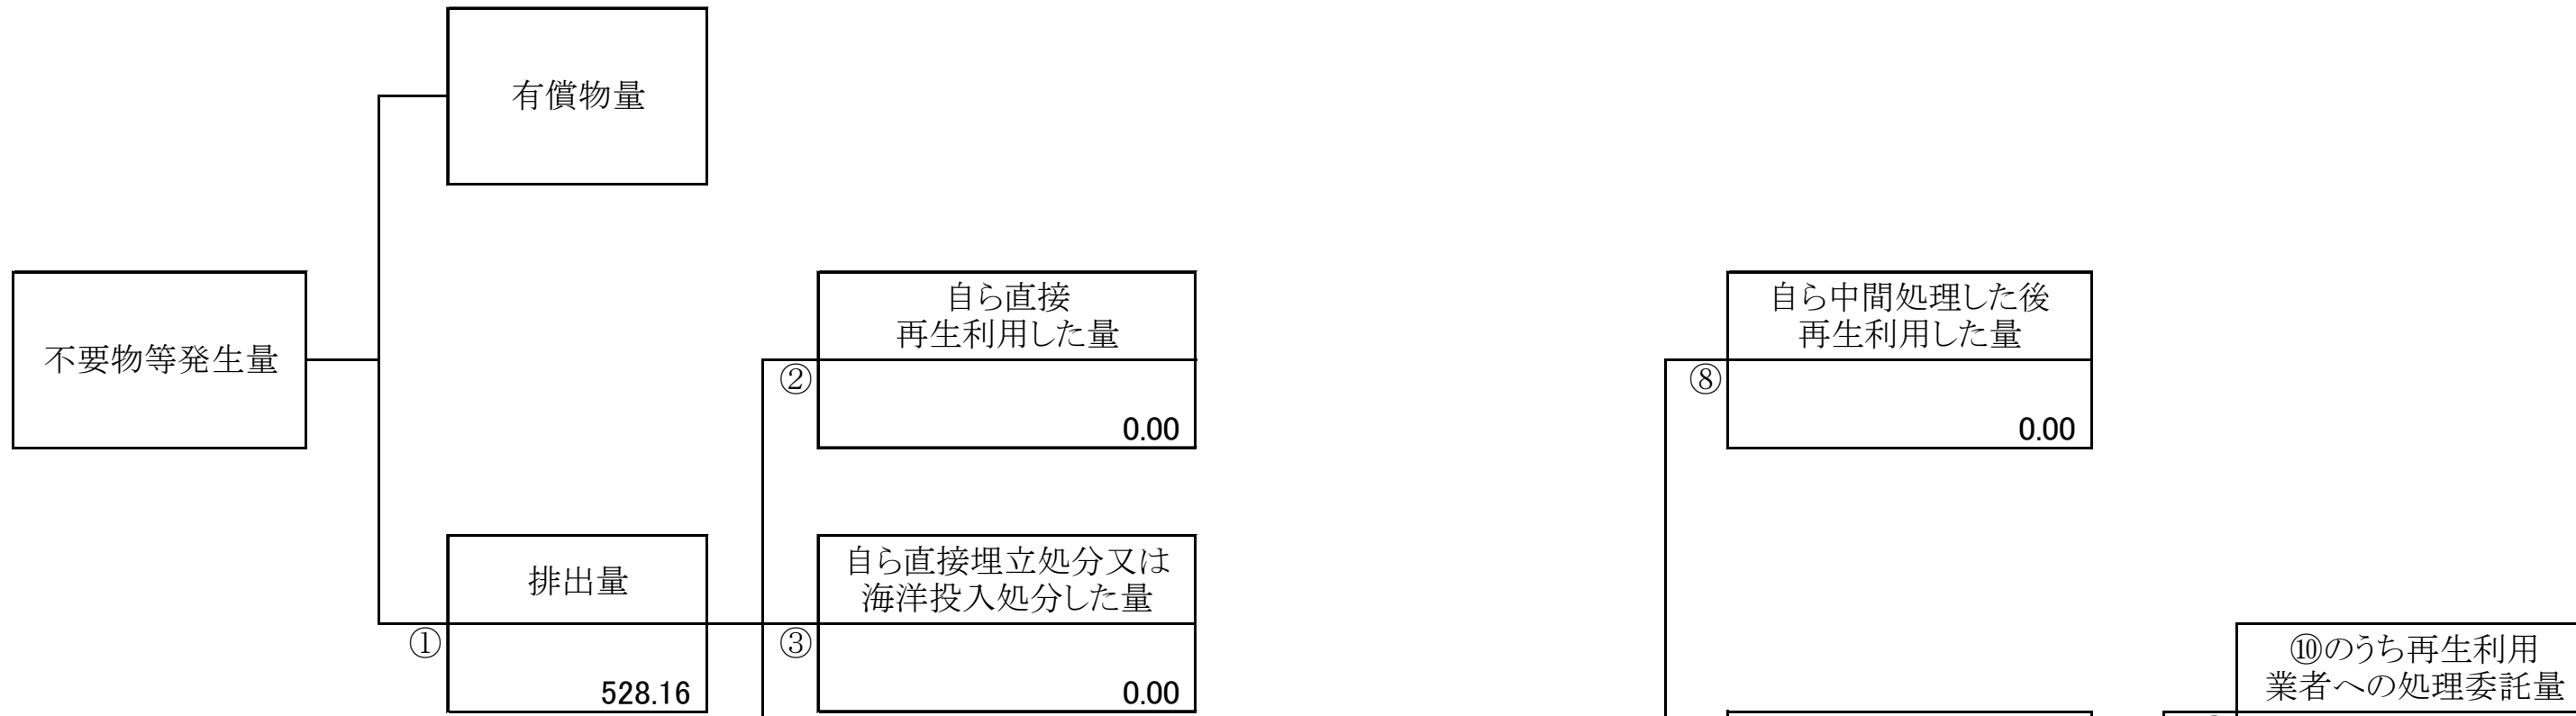 有償物量
不要物等発生量
自ら直接
再生利用した量
②
0.00
自ら中間処理した後
再生利用した量
⑧
0.00
排出量
①
528.16
自ら直接埋立処分又は
海洋投入処分した量
③
0.00
⑩のうち再生利用
業者への処理委託量